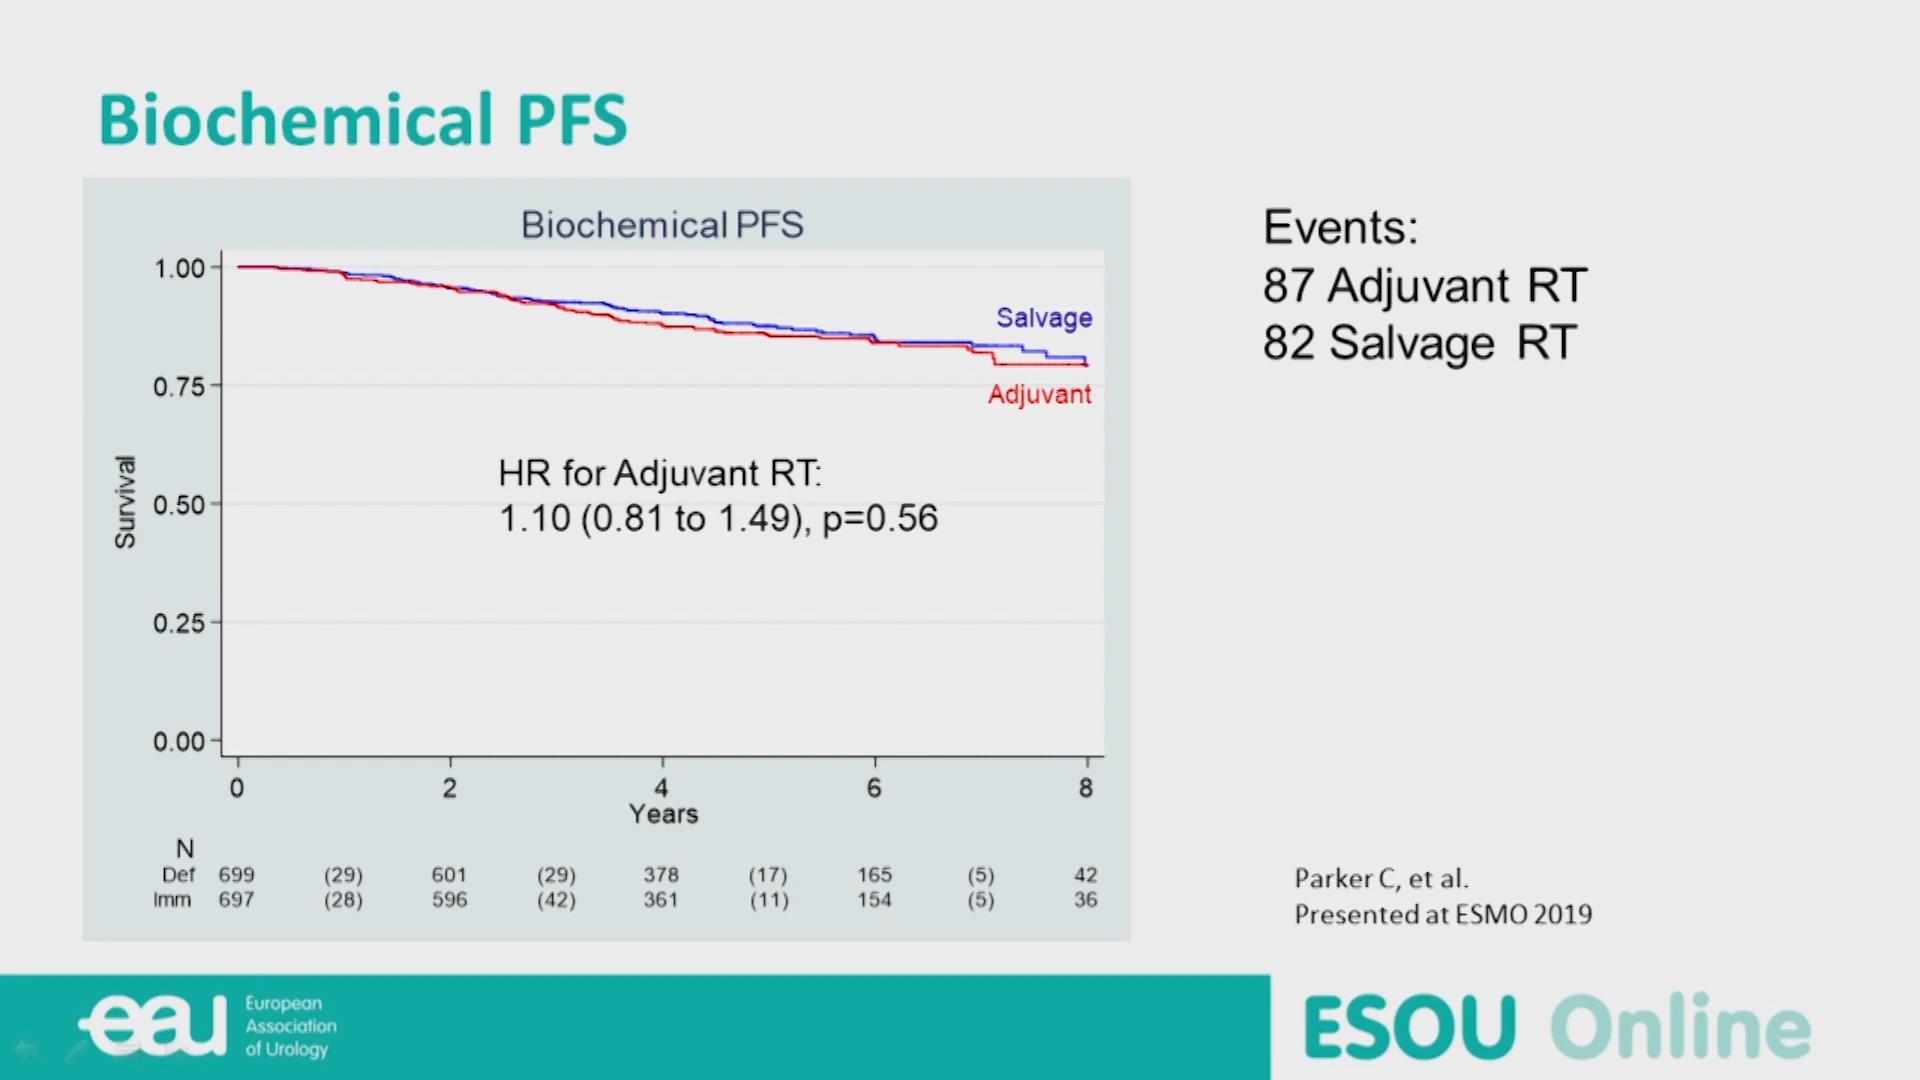 Biochemical PFS
Biochemical PFS
1.00
0.75
0.50
0.25
0.00
Survival
Salvage
Adjuvant
HR for Adjuvant RT:
1.10 (0.81 to 1.49), p=0.56
0 2 4 6 8
Years
N
Def 699 (29) 601 (29) 378 (17) 165 (5) 42
Imm 697 (28) 596 (42) 361 (11) 154 (5) 36
Events:
87 Adjuvant RT
82 Salvage RT
Parker C, et al.
Presented at ESMO 2019
eau
European
Association
of Urology
ESOU Online